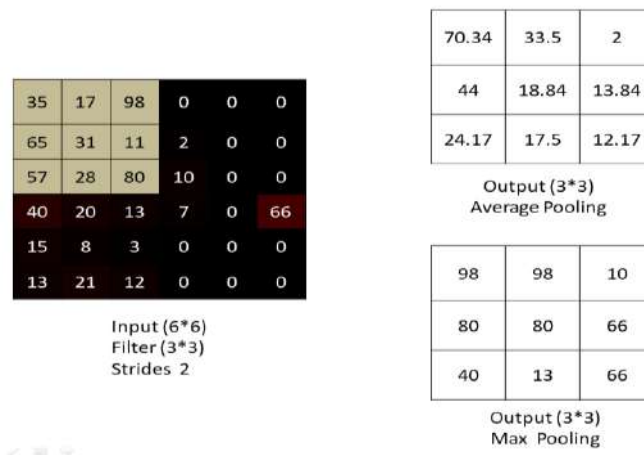 35 17 98 0 0 0
65 31 11 2 0 0
57 28 80 10 0 0
40 20 13 7 0 66
15 8 3 0 0 0
13 21 12 0 0 0
Input (6*6)
Filter (3*3)
Strides 2
70.34 33.5 2
44 18.84 13.84
24.17 17.5 12.17
Output (3*3)
Average Pooling
98 98 10
80 80 66
40 13 66
Output (3*3)
Max Pooling